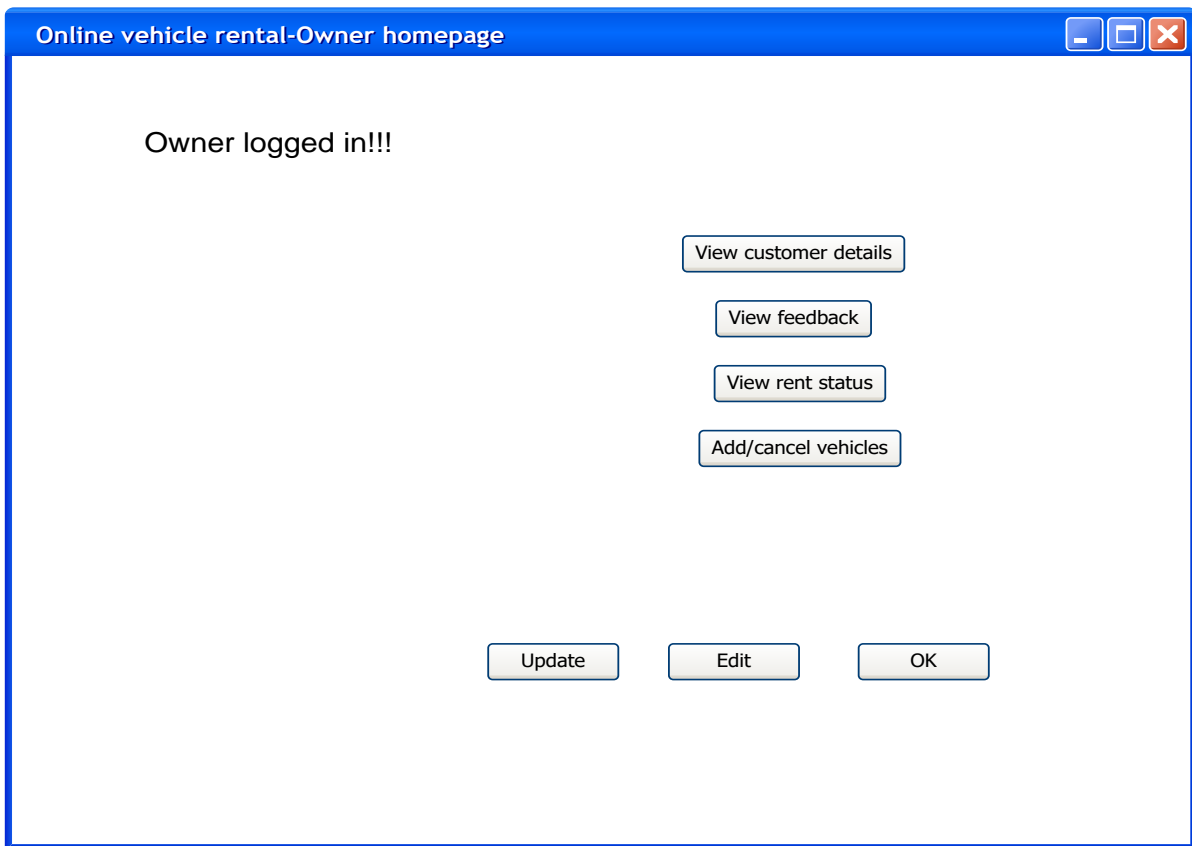 Online vehicle rental-Owner homepage
Owner logged in!!!
View customer details
View feedback
View rent status
Add/cancel vehicles
Update Edit OK